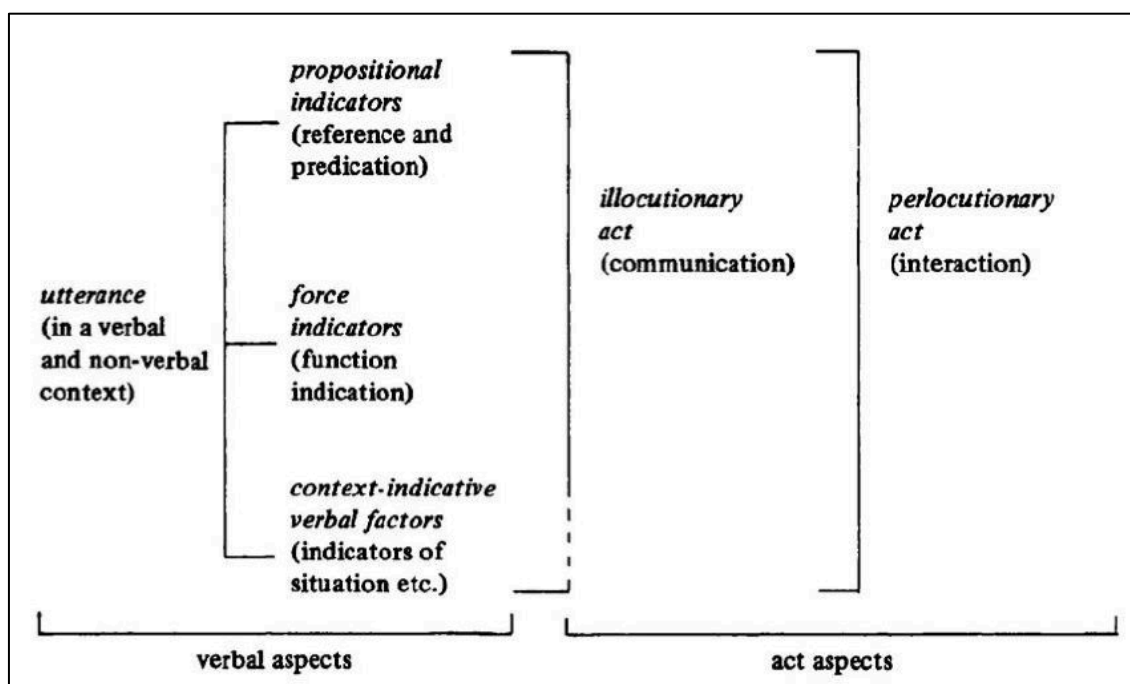 propositional
indicators
(reference and
predication)
illocutionary
act
(communication)
perlocutionary
act
(interaction)
utterance
(in a verbal
and non-verbal
context)
force
indicators
(function
indication)
context-indicative
verbal factors
(indicators of
situation etc.)
verbal aspects
act aspects